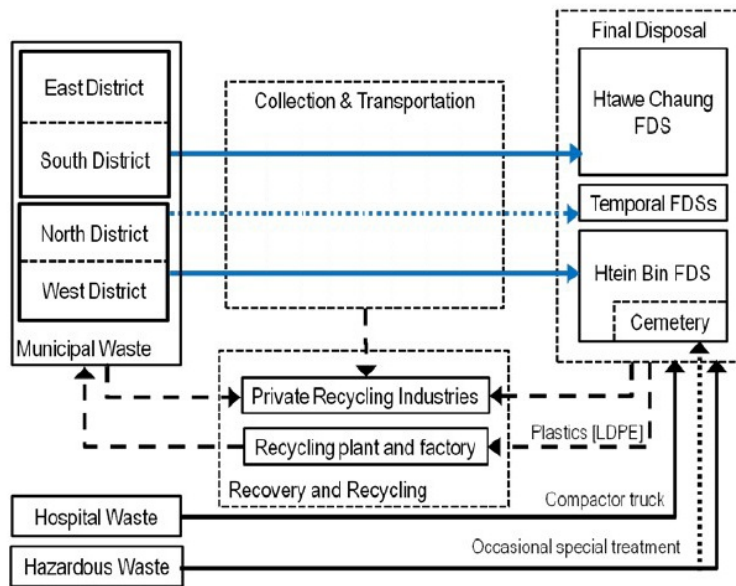 Final Disposal
East District
Collection & Transportation
Htawe Chaung
FDS
South District
Temporal FDSs
North District
West District
Htein Bin FDS
Cemetery
Municipal Waste
Private Recycling Industries
Recycling plant and factory
Plastics [LDPE]
Recovery and Recycling
Compactor truck
Hospital Waste
Occasional special treatment
Hazardous Waste